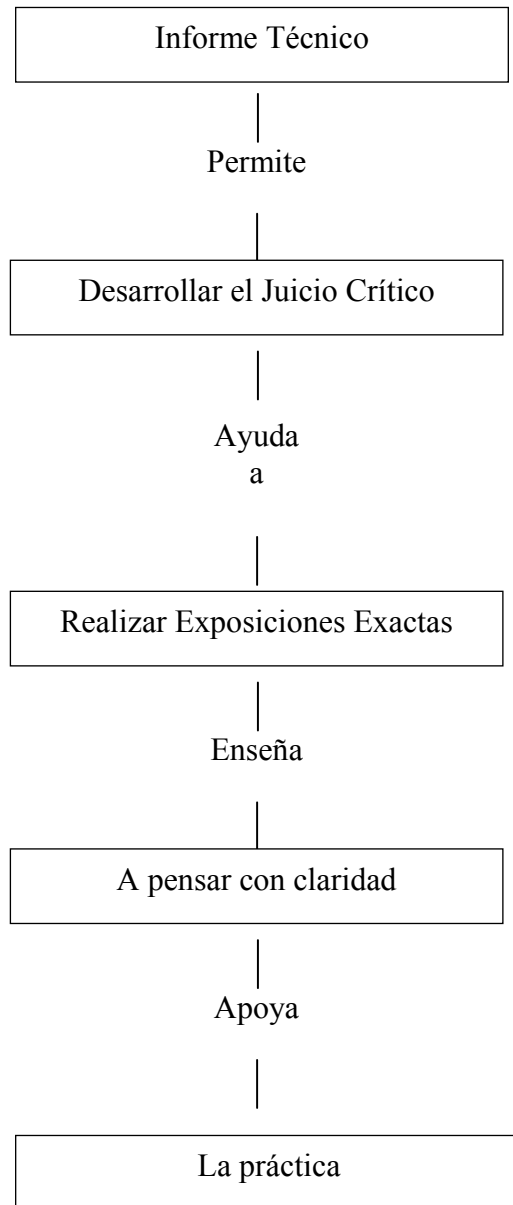 Informe Técnico
Permite
Desarrollar el Juicio Crítico
Ayuda
a
Realizar Exposiciones Exactas
Enseña
A pensar con claridad
Apoya
La práctica